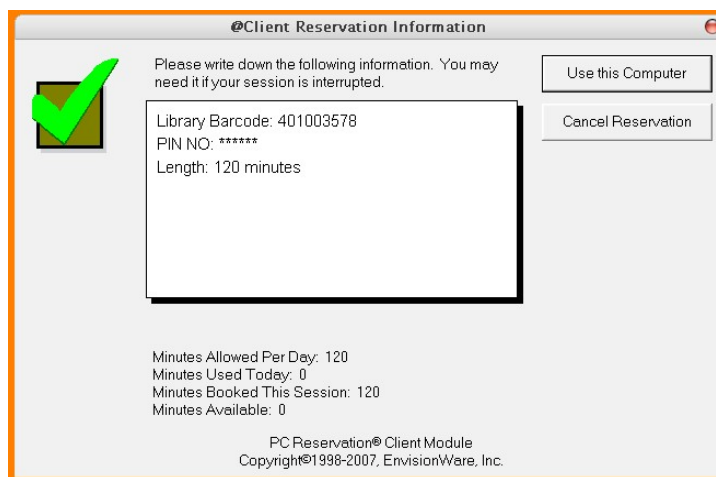 @Client Reservation Information
Please write down the following information. You may
need it if your session is interrupted.
Use this Computer
Cancel Reservation
Library Barcode: 401003578
PIN NO: ******
Length: 120 minutes
Minutes Allowed Per Day: 120
Minutes Used Today: 0
Minutes Booked This Session: 120
Minutes Available: 0
PC Reservation® Client Module
Copyright©1998-2007, EnvisionWare, Inc.